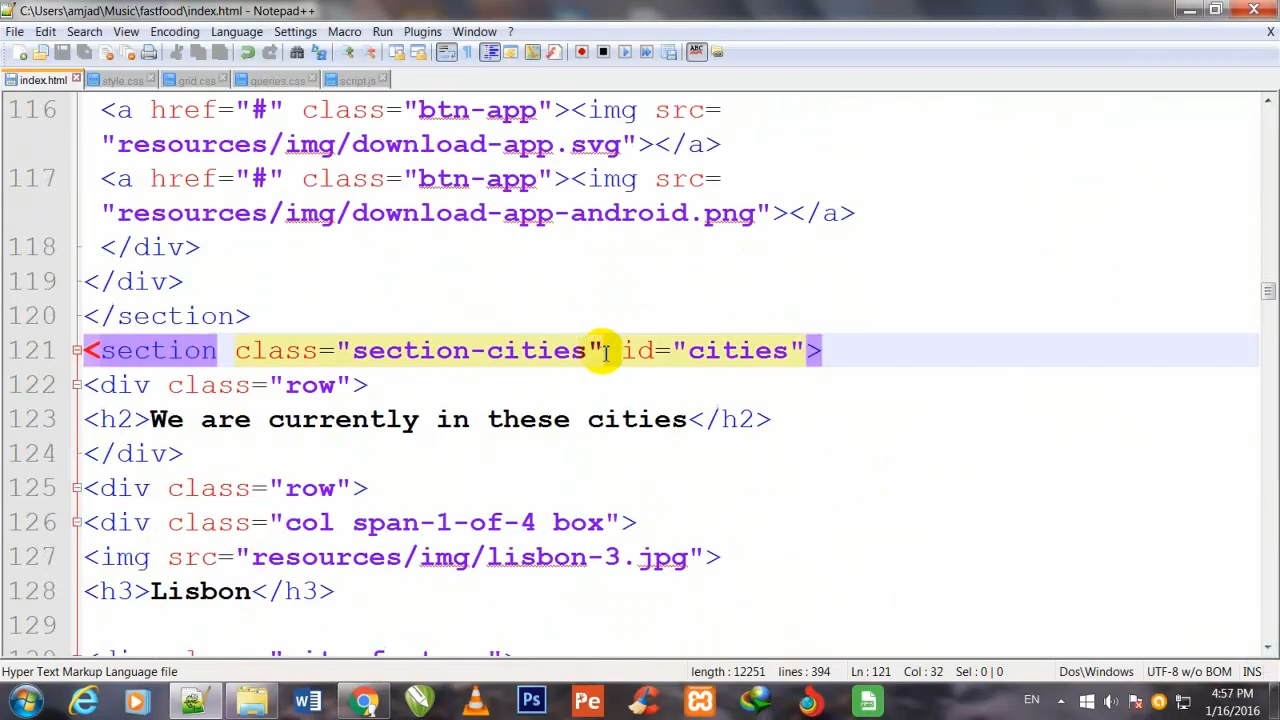 C:\Users\amjad\Music\fastfood\index.html - Notepad++
File Edit Search View Encoding Language Settings Macro Run Plugins Window ? X
index.html style.css grid.css queries.css script.js
116 <a href="#" class="btn-app"><img src=
"resources/img/download-app.svg"></a>
117 <a href="#" class="btn-app"><img src=
"resources/img/download-app-android.png"></a>
118 </div>
119 </div>
120 </section>
121 <section class="section-cities" id="cities">
122 <div class="row">
123 <h2>We are currently in these cities</h2>
124 </div>
125 <div class="row">
126 <div class="col span-1-of-4 box">
127 <img src="resources/img/lisbon-3.jpg">
128 <h3>Lisbon</h3>
129
Hyper Text Markup Language file length : 12251 lines : 394 Ln : 121 Col : 32 Sel : 0 | 0 Dos\Windows UTF-8 w/o BOM INS
EN 4:57 PM
1/16/2016